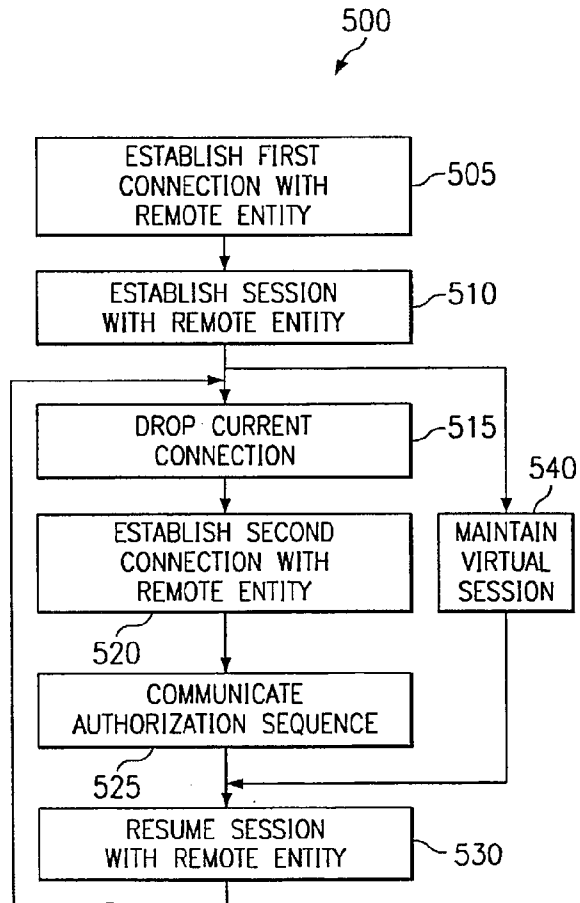 500
ESTABLISH FIRST
CONNECTION WITH
REMOTE ENTITY
505
ESTABLISH SESSION
WITH REMOTE ENTITY
510
DROP CURRENT
CONNECTION
515
540
MAINTAIN
VIRTUAL
SESSION
ESTABLISH SECOND
CONNECTION WITH
REMOTE ENTITY
520
COMMUNICATE
AUTHORIZATION SEQUENCE
525
RESUME SESSION
WITH REMOTE ENTITY
530